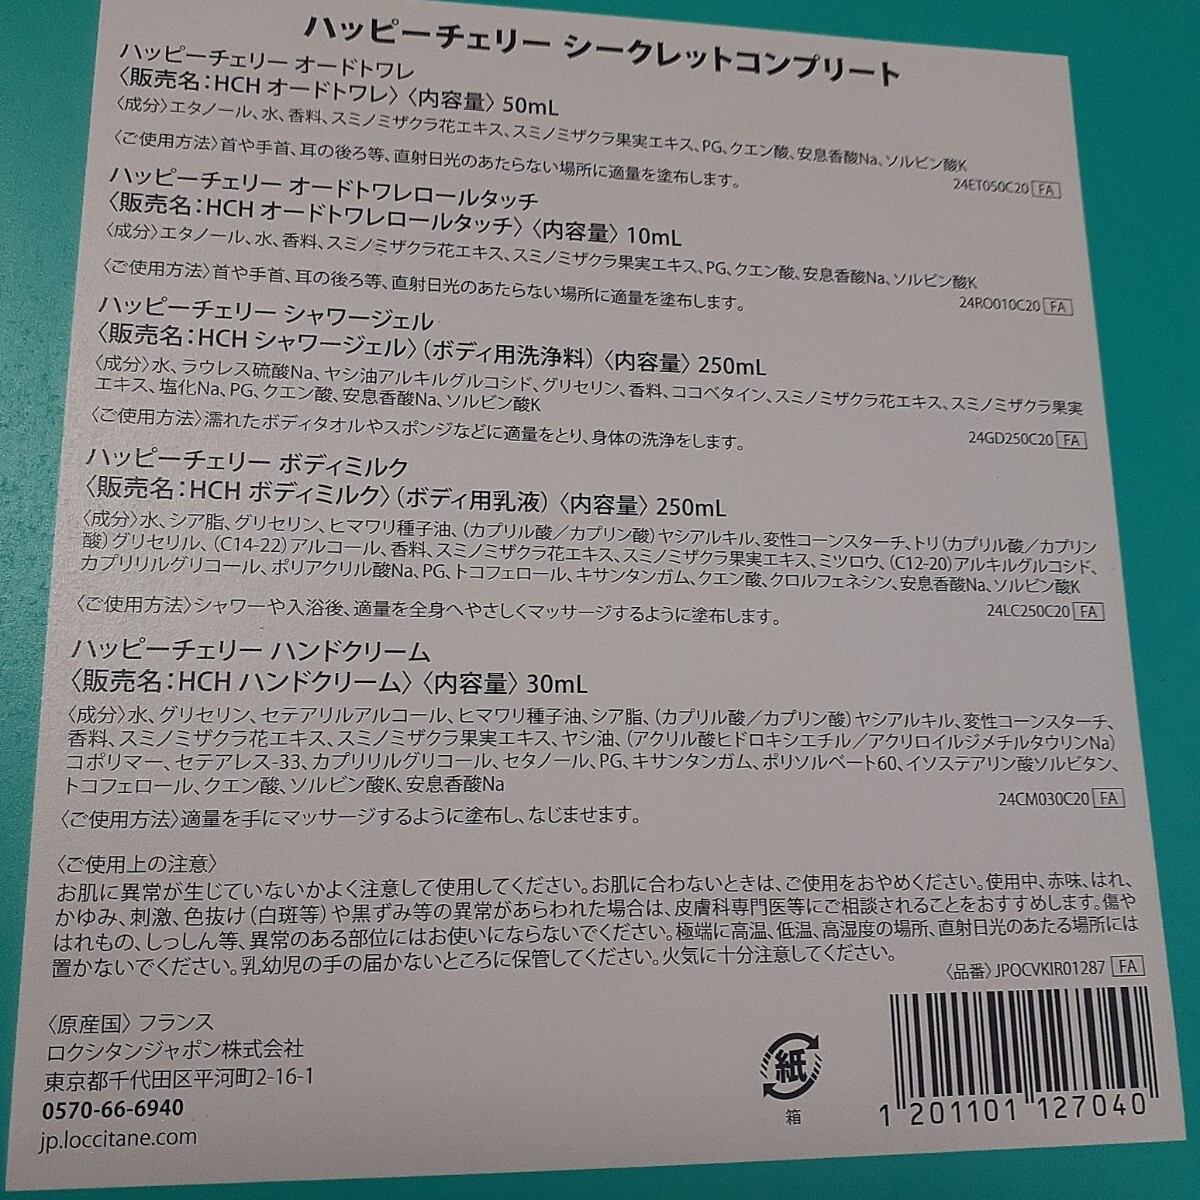 ハッピーチェリー シークレットコンプリート
ハッピーチェリー オードトワレ
〈販売名：HCH オードトワレ〉〈内容量〉50mL
〈成分〉エタノール、水、香料、スミノミザクラ花エキス、スミノミザクラ果実エキス、PG、クエン酸、安息香酸Na、ソルビン酸K
〈ご使用方法〉首や手首、耳の後ろ等、直射日光のあたらない場所に適量を塗布します。
24ET050C20 FA
ハッピーチェリー オードトワレロールタッチ
〈販売名：HCH オードトワレロールタッチ〉〈内容量〉10mL
〈成分〉エタノール、水、香料、スミノミザクラ花エキス、スミノミザクラ果実エキス、PG、クエン酸、安息香酸Na、ソルビン酸K
〈ご使用方法〉首や手首、耳の後ろ等、直射日光のあたらない場所に適量を塗布します。
24RO010C20 FA
ハッピーチェリー シャワージェル
〈販売名：HCH シャワージェル〉（ボディ用洗浄料）〈内容量〉250mL
〈成分〉水、ラウレス硫酸Na、ヤシ油アルキルグルコシド、グリセリン、香料、ココベタイン、スミノミザクラ花エキス、スミノミザクラ果実
エキス、塩化Na、PG、クエン酸、安息香酸Na、ソルビン酸K
〈ご使用方法〉濡れたボディタオルやスポンジなどに適量をとり、身体の洗浄をします。
24GD250C20 FA
ハッピーチェリー ボディミルク
〈販売名：HCH ボディミルク〉（ボディ用乳液）〈内容量〉250mL
〈成分〉水、シア脂、グリセリン、ヒマワリ種子油、（カプリル酸／カプリン酸）ヤシアルキル、変性コーンスターチ、トリ（カプリル酸／カプリン
酸）グリセリル、（C14-22）アルコール、香料、スミノミザクラ花エキス、スミノミザクラ果実エキス、ミツロウ、（C12-20）アルキルグルコシド、
カプリリルグリコール、ポリアクリル酸Na、PG、トコフェロール、キサンタンガム、クエン酸、クロルフェネシン、安息香酸Na、ソルビン酸K
〈ご使用方法〉シャワーや入浴後、適量を全身へやさしくマッサージするように塗布します。
24LC250C20 FA
ハッピーチェリー ハンドクリーム
〈販売名：HCH ハンドクリーム〉〈内容量〉30mL
〈成分〉水、グリセリン、セテアリルアルコール、ヒマワリ種子油、シア脂、（カプリル酸／カプリン酸）ヤシアルキル、変性コーンスターチ、
香料、スミノミザクラ花エキス、スミノミザクラ果実エキス、ヤシ油、（アクリル酸ヒドロキシエチル／アクリロイルジメチルタウリンNa）
コポリマー、セテアレス-33、カプリリルグリコール、セタノール、PG、キサンタンガム、ポリソルベート60、イソステアリン酸ソルビタン、
トコフェロール、クエン酸、ソルビン酸K、安息香酸Na
24CM030C20 FA
〈ご使用方法〉適量を手にマッサージするように塗布し、なじませます。
〈ご使用上の注意〉
お肌に異常が生じていないかよく注意して使用してください。お肌に合わないときは、ご使用をおやめください。使用中、赤味、はれ、
かゆみ、刺激、色抜け（白斑等）や黒ずみ等の異常があらわれた場合は、皮膚科専門医等にご相談されることをおすすめします。傷や
はれもの、しっしん等、異常のある部位にはお使いにならないでください。極端に高温、低温、高湿度の場所、直射日光のあたる場所には
置かないでください。乳幼児の手の届かないところに保管してください。火気に十分注意してください。
〈品番〉JPOCVKIR01287 FA
〈原産国〉フランス
ロクシタンジャポン株式会社
東京都千代田区平河町2-16-1
0570-66-6940
jp.loccitane.com
紙
箱
1 201101 127040